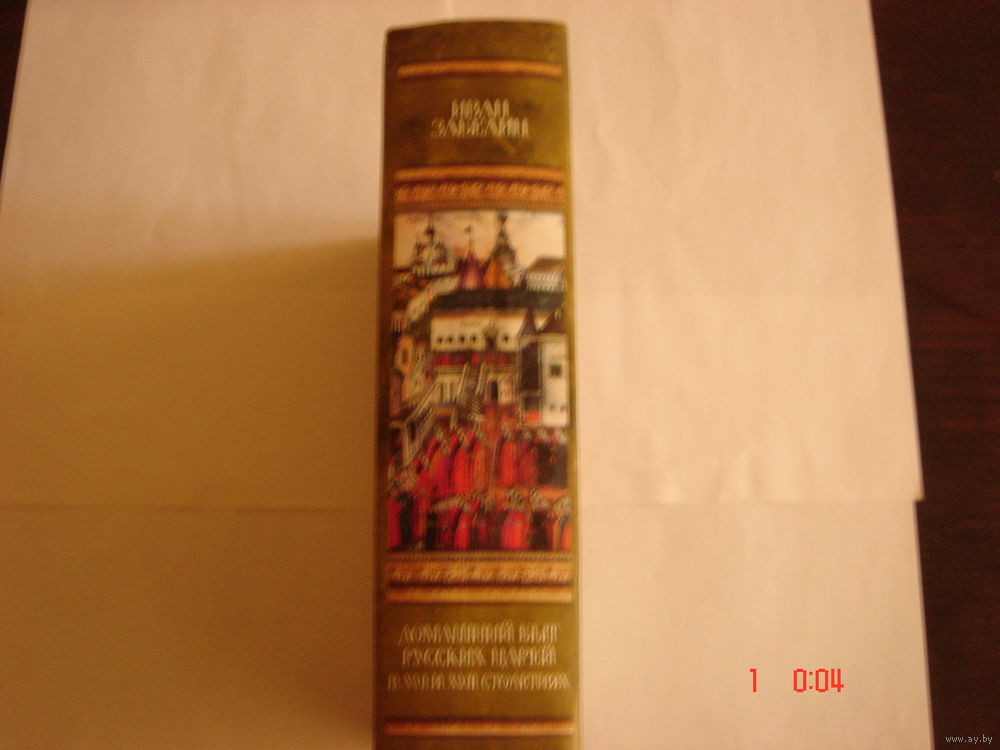 ИВАН
ЗАБЕЛИН
ДОМАШНИЙ БЫТ
РУССКИХ ЦАРЕЙ
В XVI И XVII СТОЛЕТИЯХ
1 0:04
www.ay.by